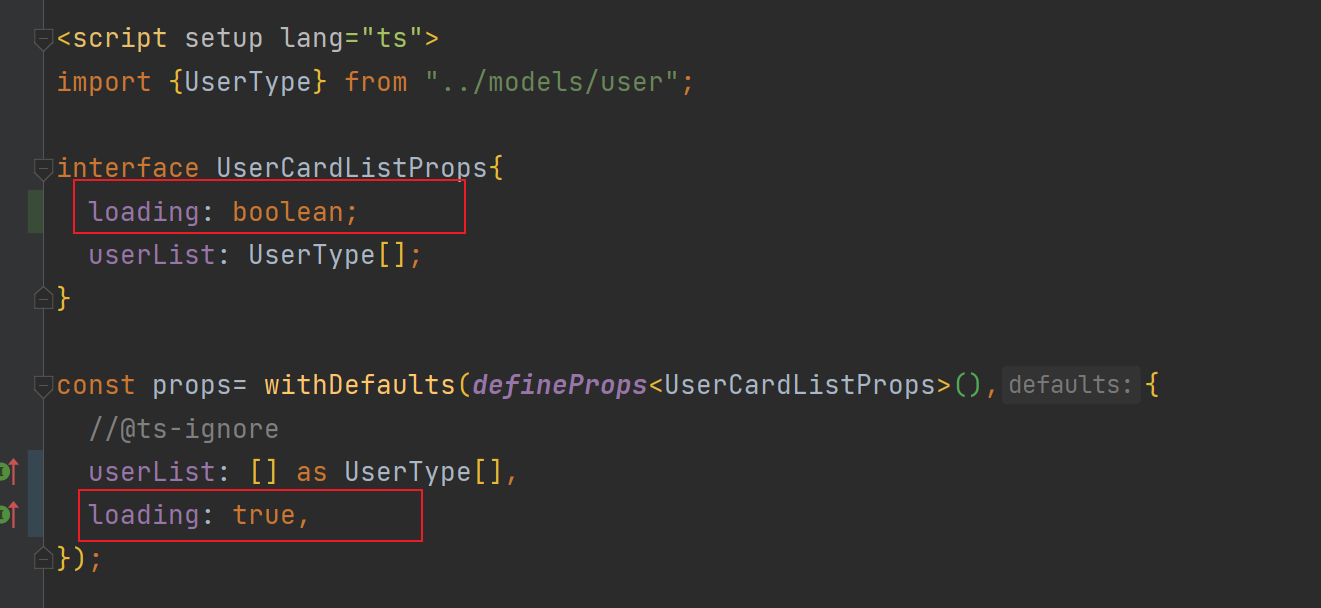 <script setup lang="ts">
import {UserType} from "../models/user";
interface UserCardListProps{
loading: boolean;
userList: UserType[];
}
const props= withDefaults(defineProps<UserCardListProps>(), defaults: {
//@ts-ignore
userList: [] as UserType[],
loading: true,
});